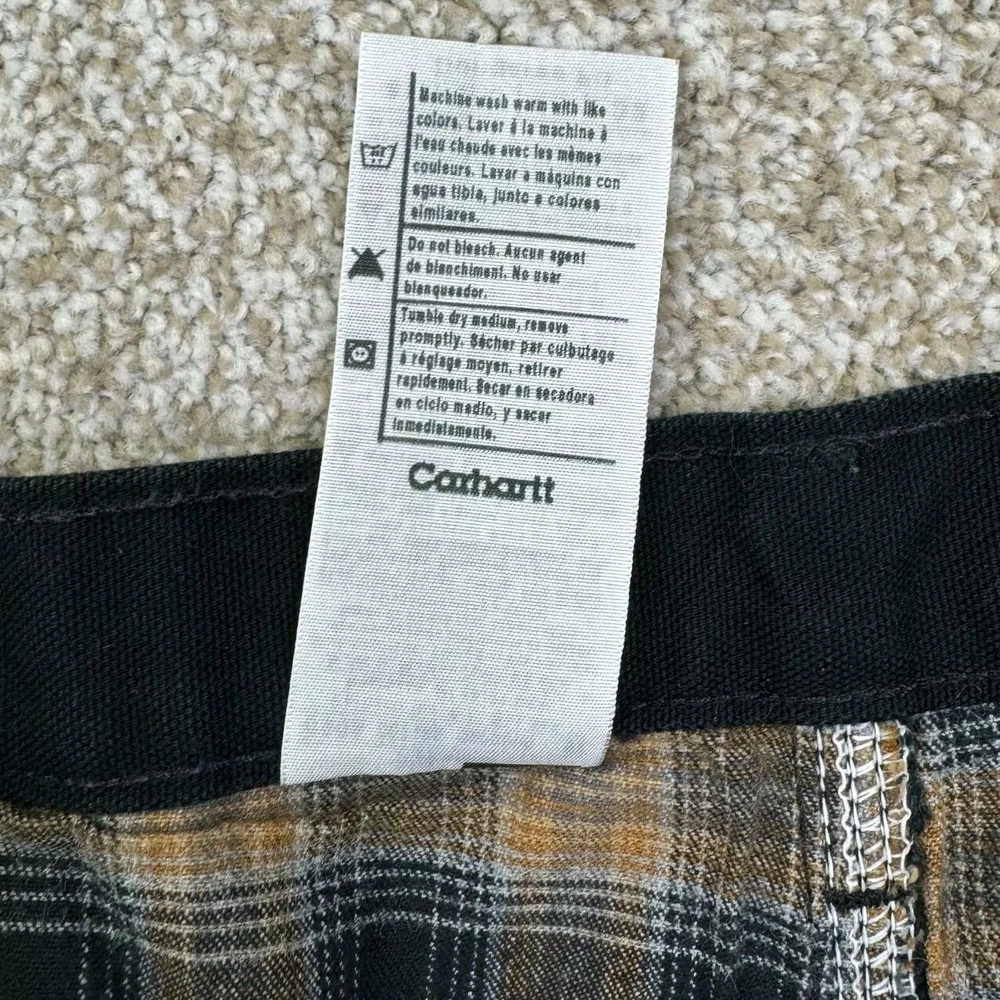 Machine wash warm with like
colors. Laver à la machine à
l'eau chaude avec les mêmes
couleurs. Lavar a máquina con
agua tibia, junto a colores
similares.
Do not bleach. Aucun agent
de blanchiment. No usar
blanqueador.
Tumble dry medium, remove
promptly. Sécher par culbutage
à réglage moyen, retirer
rapidement. Secar en secadora
en ciclo medio, y sacar
inmediatamente.
Carhartt